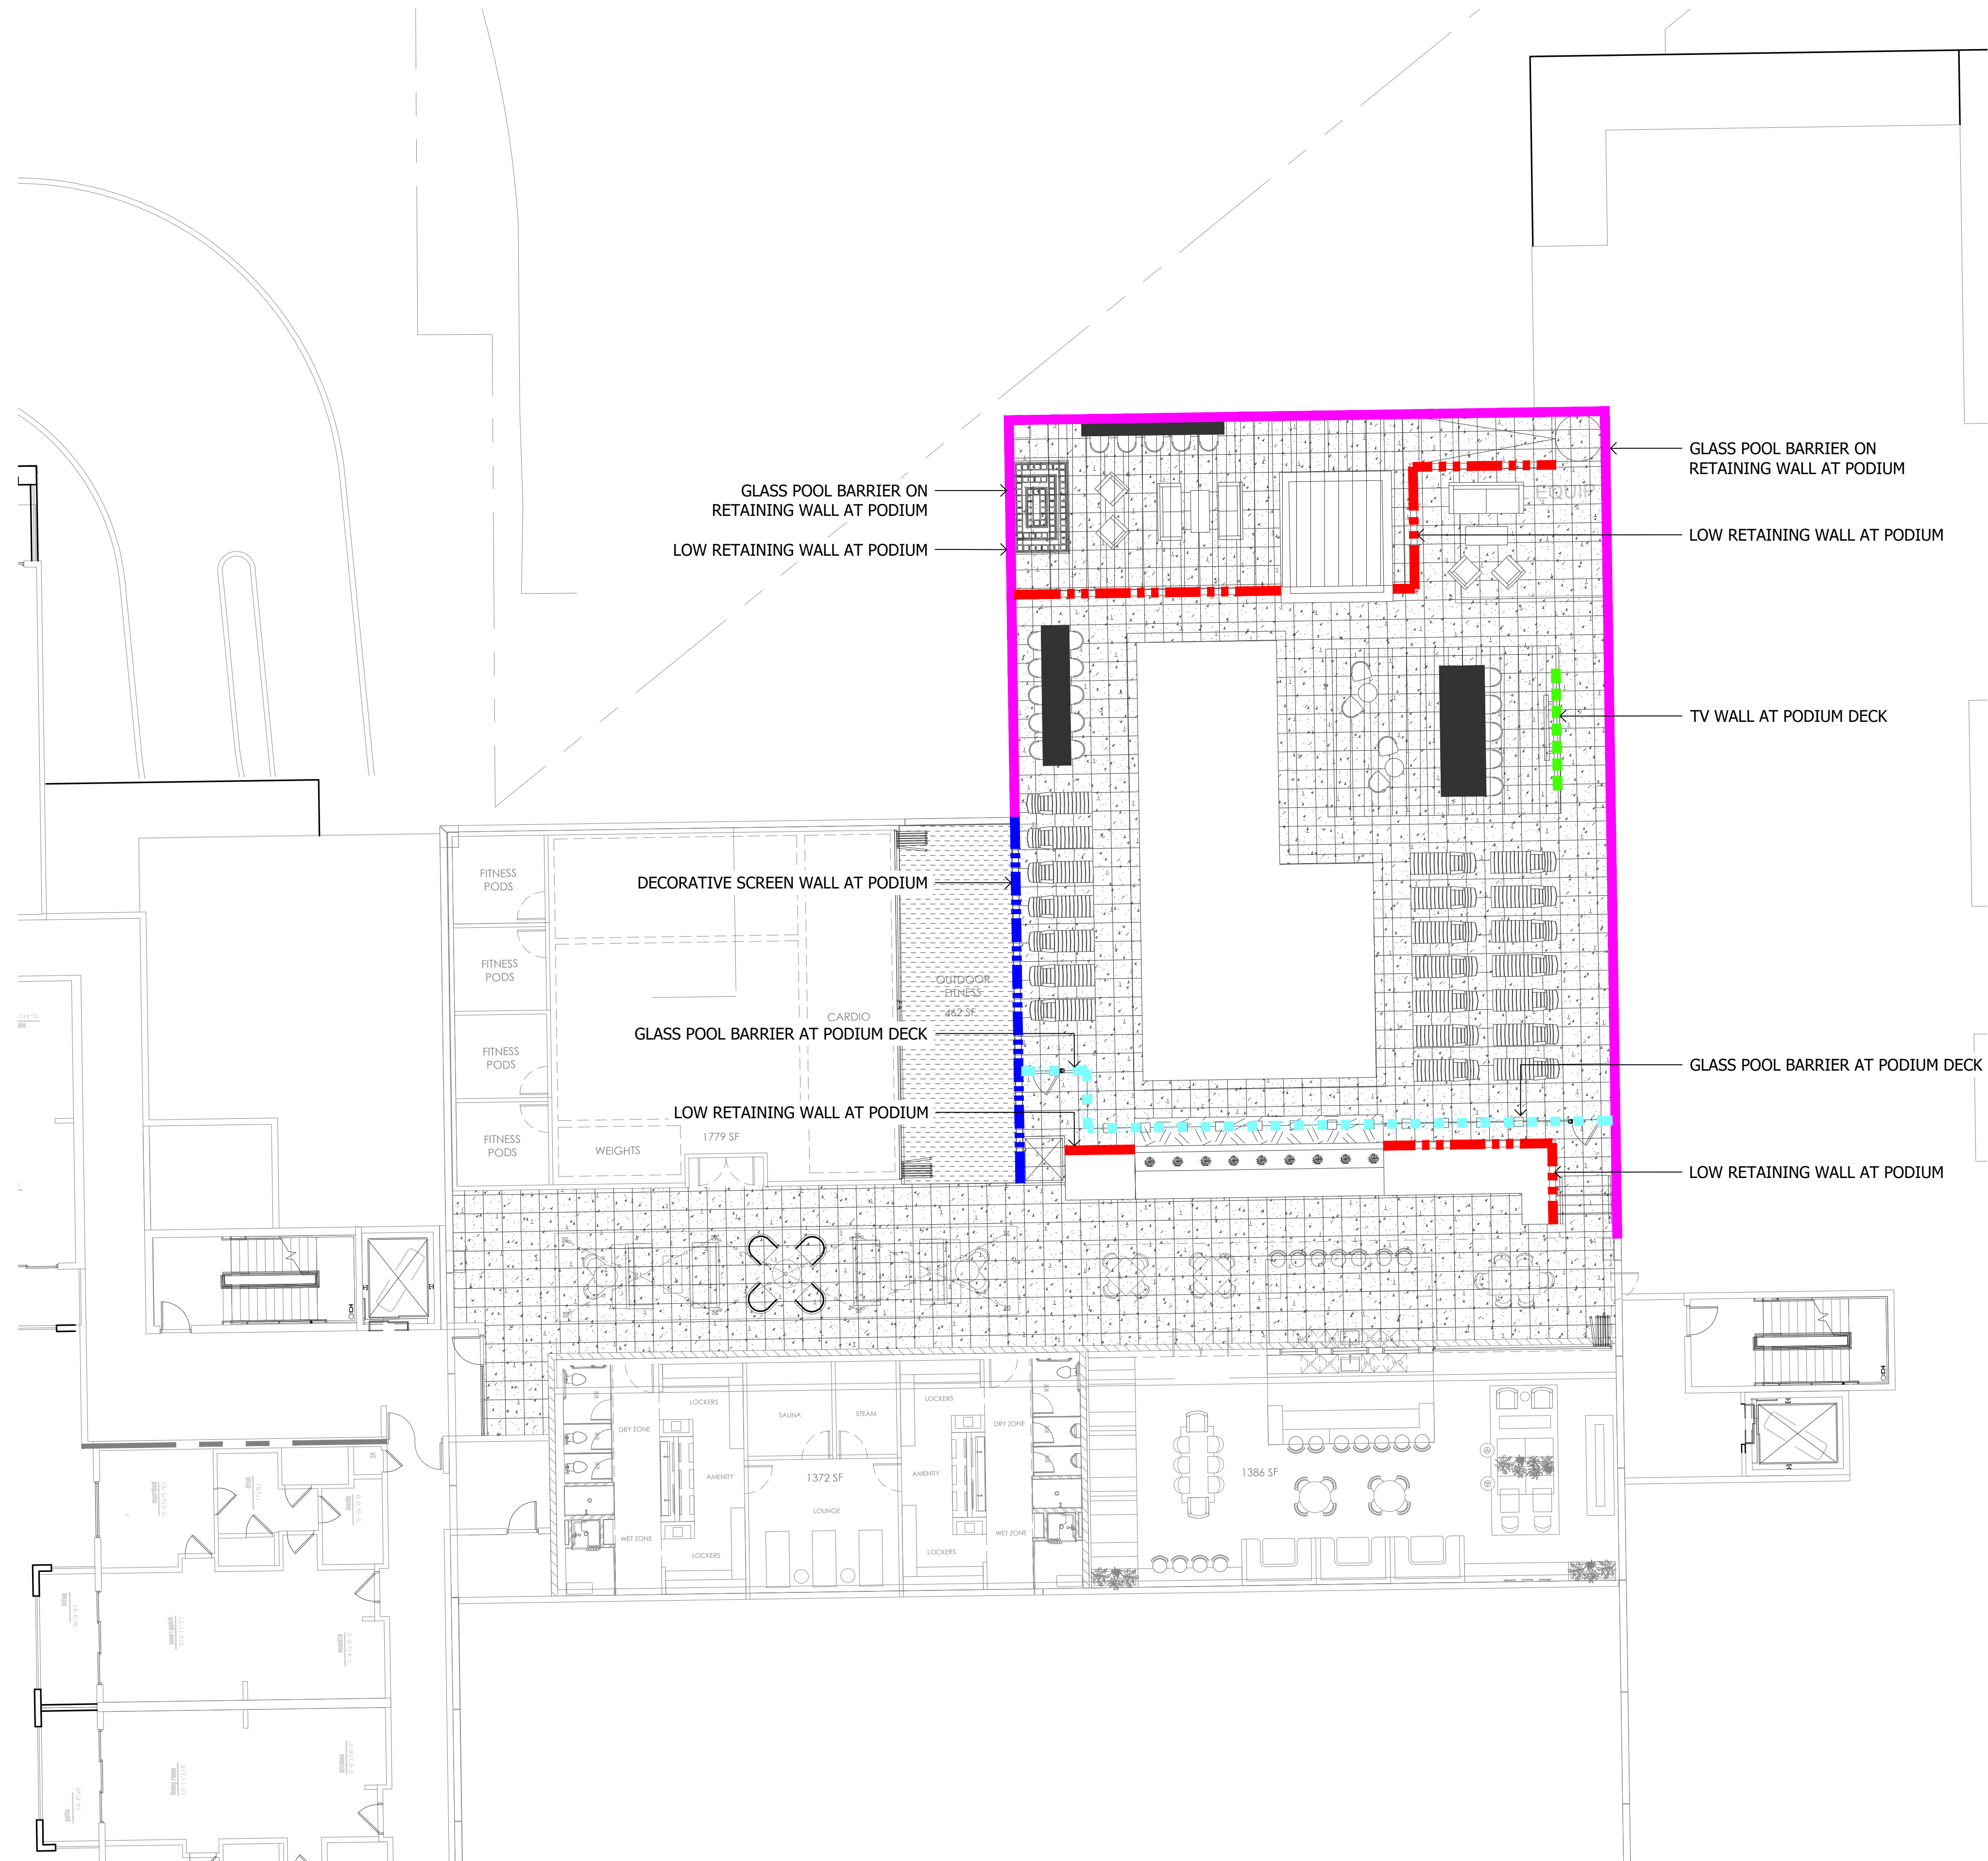 GLASS POOL BARRIER ON
RETAINING WALL AT PODIUM
GLASS POOL BARRIER ON
RETAINING WALL AT PODIUM
EQUIP
LOW RETAINING WALL AT PODIUM
LOW RETAINING WALL AT PODIUM
TV WALL AT PODIUM DECK
FITNESS
PODS
DECORATIVE SCREEN WALL AT PODIUM
FITNESS
PODS
OUTDOOR
FITNESS
462 SF
CARDIO
GLASS POOL BARRIER AT PODIUM DECK
FITNESS
PODS
GLASS POOL BARRIER AT PODIUM DECK
LOW RETAINING WALL AT PODIUM
FITNESS
PODS
1779 SF
WEIGHTS
LOW RETAINING WALL AT PODIUM
LOCKERS
LOCKERS
SAUNA
STEAM
DRY ZONE
DRY ZONE
AMENITY
1372 SF
AMENITY
1386 SF
LOUNGE
WET ZONE
WET ZONE
LOCKERS
LOCKERS